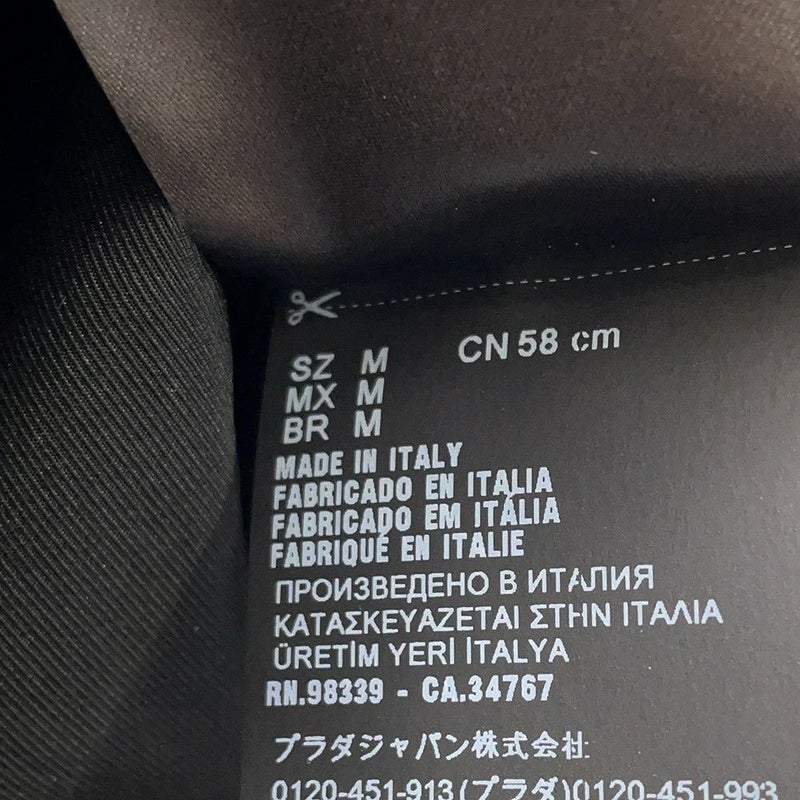 SZ M CN 58 cm
MX M
BR M
MADE IN ITALY
FABRICADO EN ITALIA
FABRICADO EM ITÁLIA
FABRIQUÉ EN ITALIE
ПРОИЗВЕДЕНО В ИТАЛИЯ
ΚΑΤΑΣΚΕΥΑΖΕΤΑΙ ΣΤΗΝ ΙΤΑΛΙΑ
ÜRETİM YERİ İTALYA
RN.98339 - CA.34767
プラダジャパン株式会社
0120-451-913(プラダ)0120-451-993